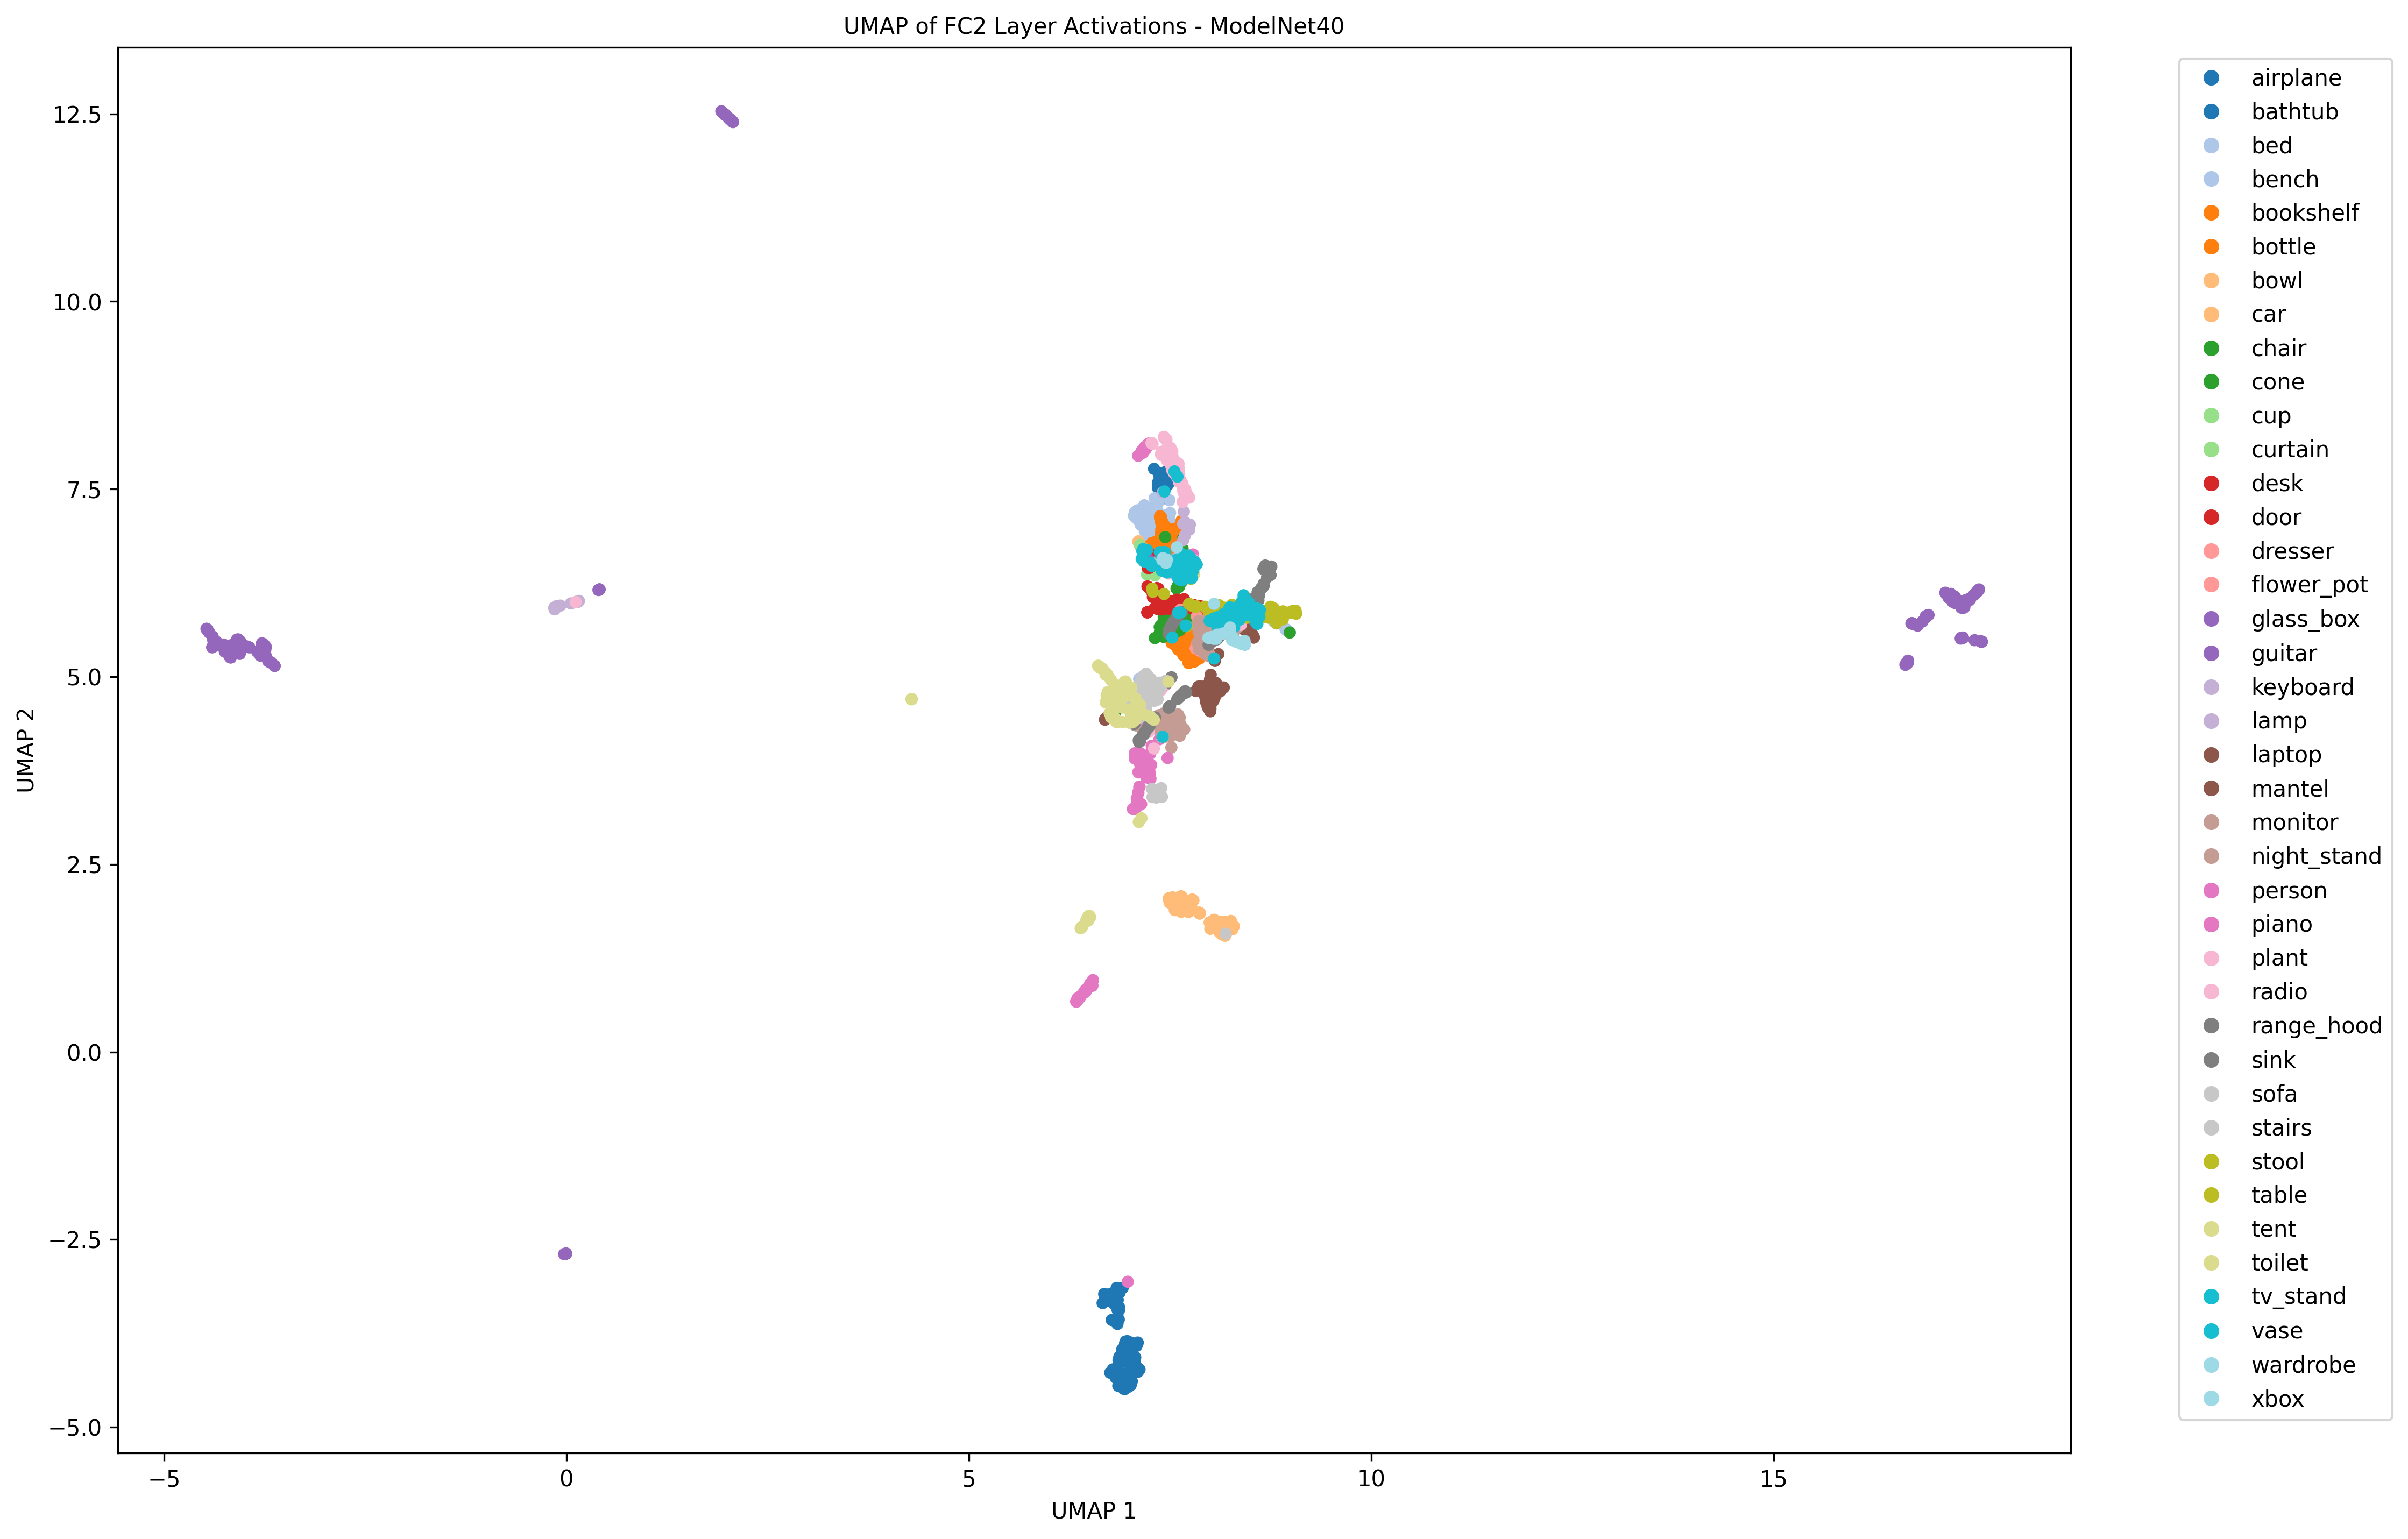 UMAP of FC2 Layer Activations - ModelNet40
12.5
10.0
7.5
5.0
2.5
0.0
−2.5
−5.0
UMAP 2
−5
0
5
10
15
UMAP 1
airplane
bathtub
bed
bench
bookshelf
bottle
bowl
car
chair
cone
cup
curtain
desk
door
dresser
flower_pot
glass_box
guitar
keyboard
lamp
laptop
mantel
monitor
night_stand
person
piano
plant
radio
range_hood
sink
sofa
stairs
stool
table
tent
toilet
tv_stand
vase
wardrobe
xbox